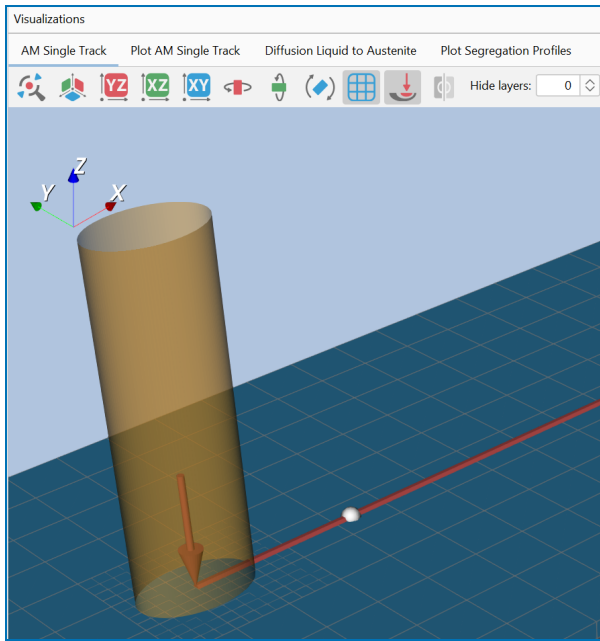 Visualizations
AM Single Track Plot AM Single Track Diffusion Liquid to Austenite Plot Segregation Profiles
YZ XZ XY Hide layers: 0
Z
Y X